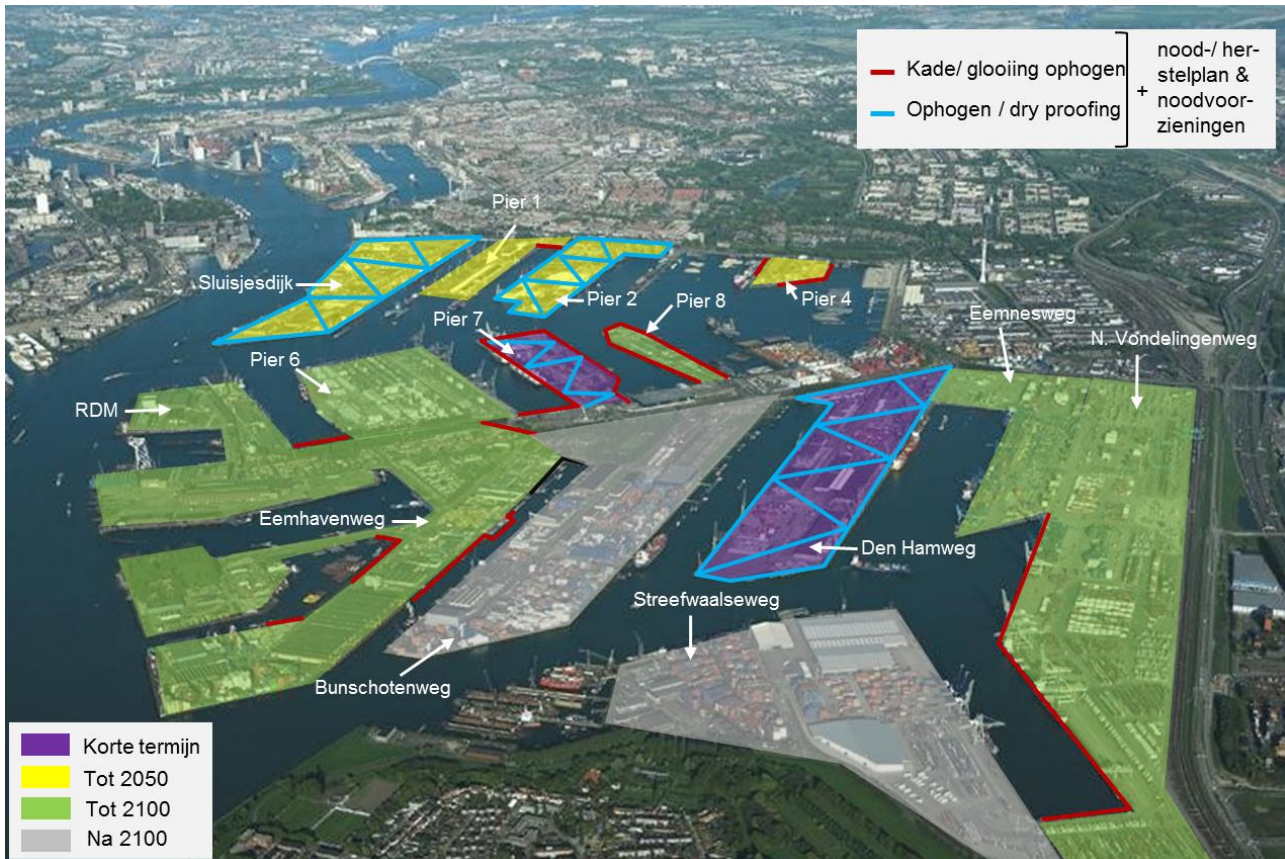 Kade/ glooiing ophogen
Ophogen / dry proofing
+
nood-/ her-
stelplan &
noodvoor-
zieningen
Pier 1
Sluisjesdijk
Pier 2
Pier 4
Pier 8
Pier 7
Eemnesweg
N. Vondelingenweg
Pier 6
RDM
Eemhavenweg
Den Hamweg
Streefwaalseweg
Bunschotenweg
Korte termijn
Tot 2050
Tot 2100
Na 2100